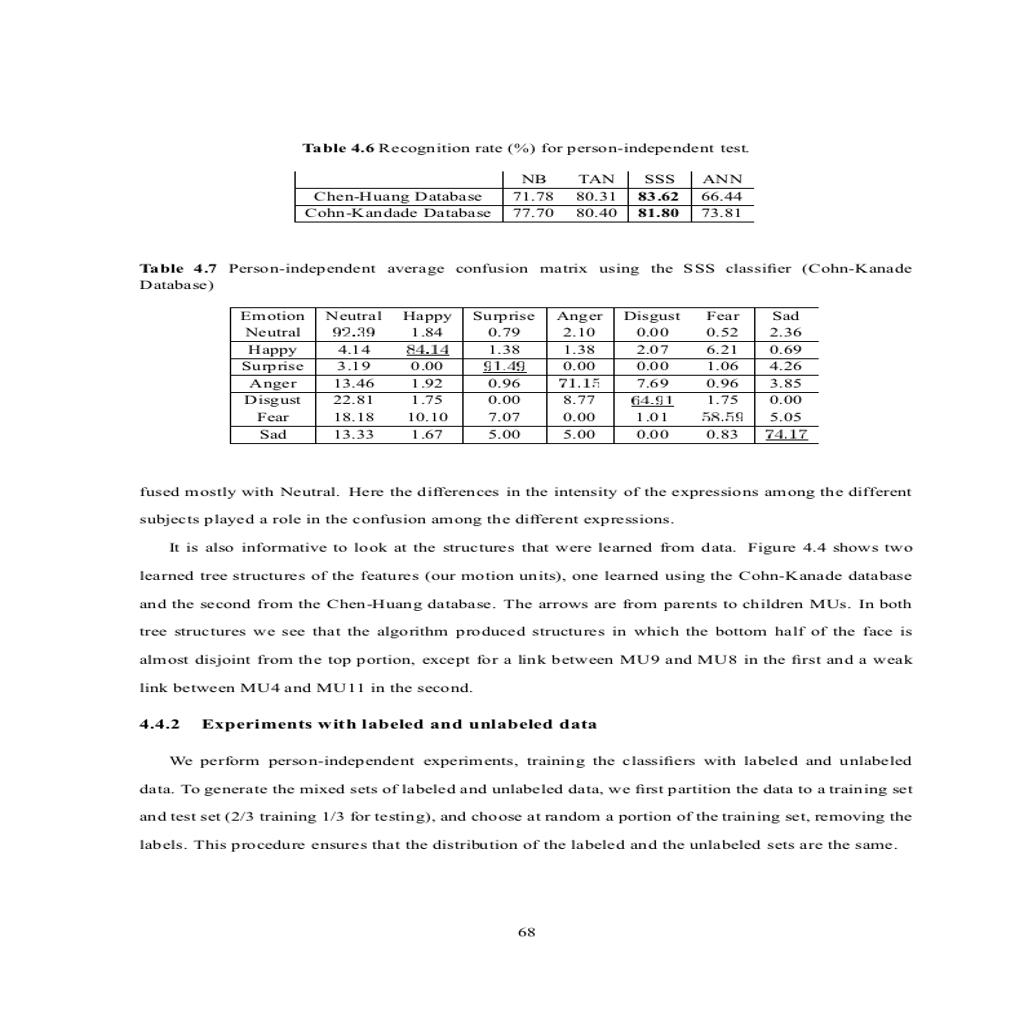 Table 4.6 Recognition rate (%) for person-independent test.
NB TAN SSS ANN
Chen-Huang Database 71.78 80.31 83.62 66.44
Cohn-Kandade Database 77.70 80.40 81.80 73.81
Table 4.7 Person-independent average confusion matrix using the SSS classifier (Cohn-Kanade
Database)
Emotion Neutral Happy Surprise Anger Disgust Fear Sad
Neutral 92.39 1.84 0.79 2.10 0.00 0.52 2.36
Happy 4.14 84.14 1.38 1.38 2.07 6.21 0.69
Surprise 3.19 0.00 91.49 0.00 0.00 1.06 4.26
Anger 13.46 1.92 0.96 71.15 7.69 0.96 3.85
Disgust 22.81 1.75 0.00 8.77 64.91 1.75 0.00
Fear 18.18 10.10 7.07 0.00 1.01 58.59 5.05
Sad 13.33 1.67 5.00 5.00 0.00 0.83 74.17
fused mostly with Neutral. Here the differences in the intensity of the expressions among the different
subjects played a role in the confusion among the different expressions.
It is also informative to look at the structures that were learned from data. Figure 4.4 shows two
learned tree structures of the features (our motion units), one learned using the Cohn-Kanade database
and the second from the Chen-Huang database. The arrows are from parents to children MUs. In both
tree structures we see that the algorithm produced structures in which the bottom half of the face is
almost disjoint from the top portion, except for a link between MU9 and MU8 in the first and a weak
link between MU4 and MU11 in the second.
4.4.2 Experiments with labeled and unlabeled data
We perform person-independent experiments, training the classifiers with labeled and unlabeled
data. To generate the mixed sets of labeled and unlabeled data, we first partition the data to a training set
and test set (2/3 training 1/3 for testing), and choose at random a portion of the training set, removing the
labels. This procedure ensures that the distribution of the labeled and the unlabeled sets are the same.
68